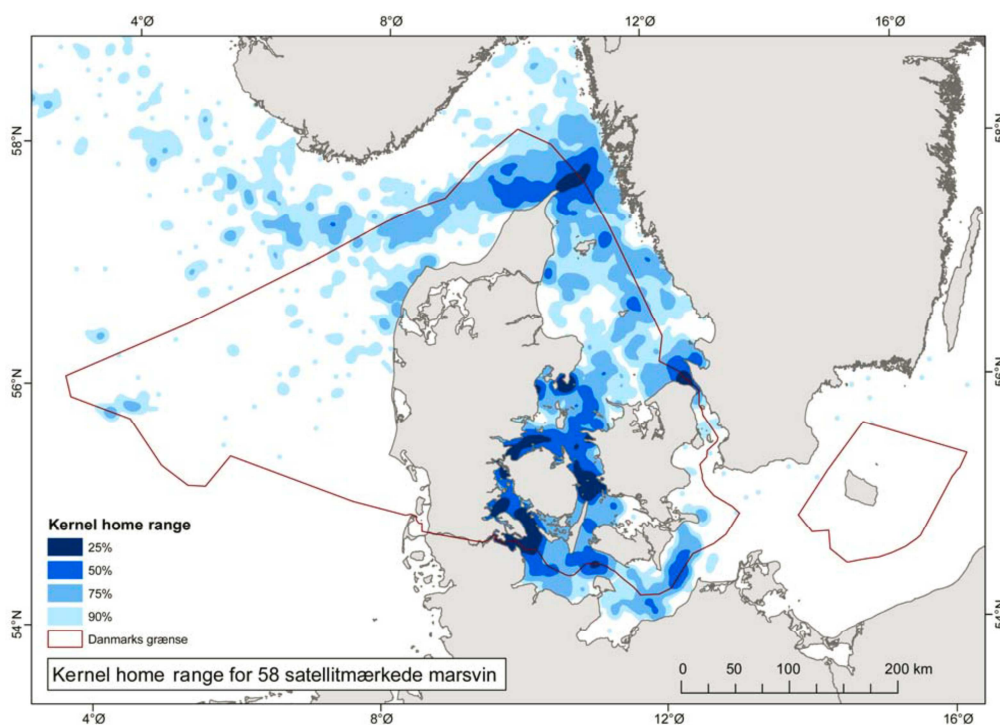 4°Ø 8°Ø 12°Ø 16°Ø
58°N 58°N
56°N 56°N
Kernel home range
25%
50%
75%
90%
Danmarks grænse
54°N 54°N
Kernel home range for 58 satellitmærkede marsvin
0 50 100 200 km
4°Ø 8°Ø 12°Ø 16°Ø